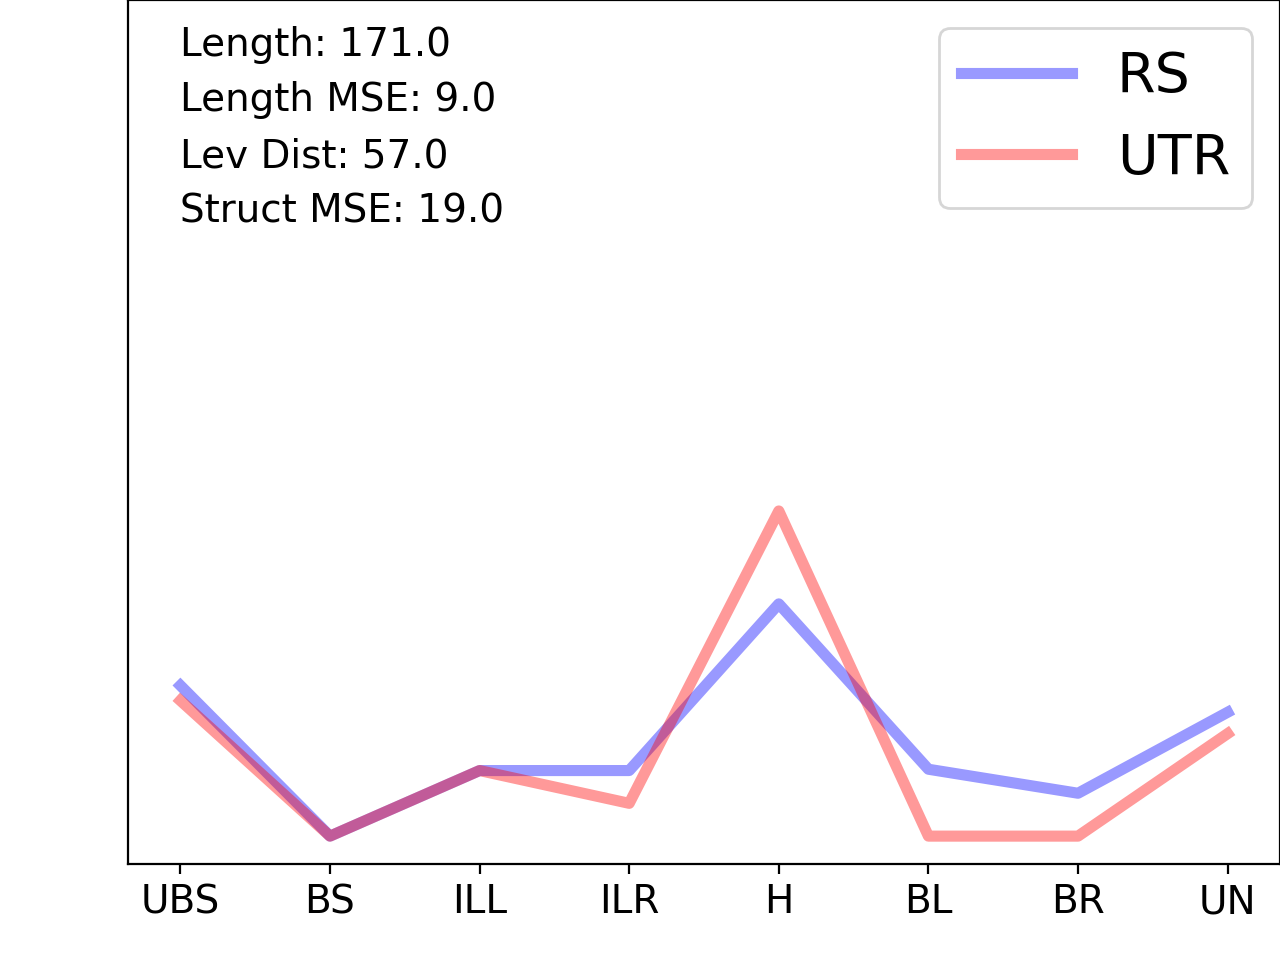 Length: 171.0
Length MSE: 9.0
Lev Dist: 57.0
Struct MSE: 19.0
RS
UTR
UBS BS ILL ILR H BL BR UN